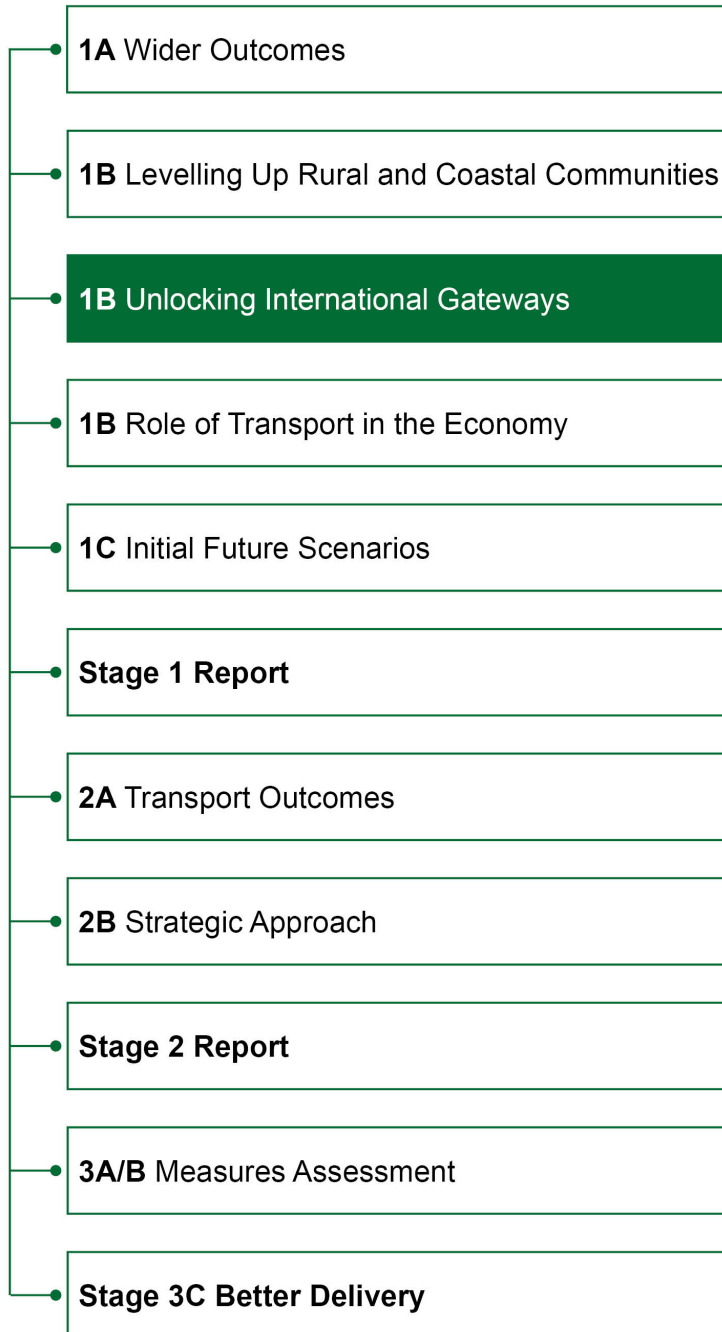 1A Wider Outcomes
1B Levelling Up Rural and Coastal Communities
1B Unlocking International Gateways
1B Role of Transport in the Economy
1C Initial Future Scenarios
Stage 1 Report
2A Transport Outcomes
2B Strategic Approach
Stage 2 Report
3A/B Measures Assessment
Stage 3C Better Delivery